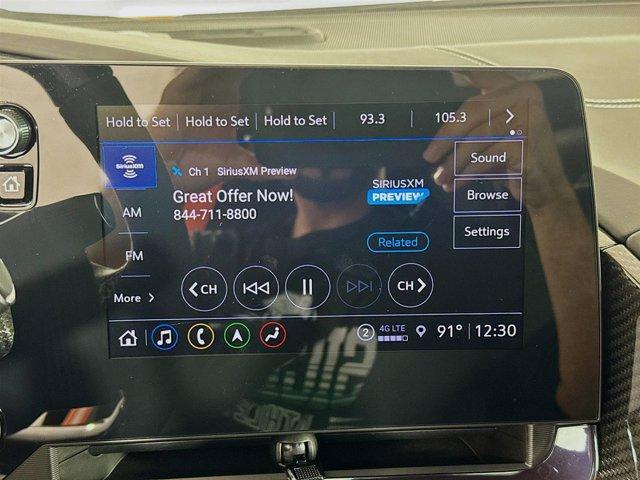 Hold to Set Hold to Set Hold to Set 93.3 105.3
SiriusXM
Ch 1 SiriusXM Preview
Great Offer Now!
844-711-8800
SIRIUSXM
PREVIEW
Sound
Browse
Settings
AM
FM
More
Related
CH
CH
2 4G LTE 91° 12:30